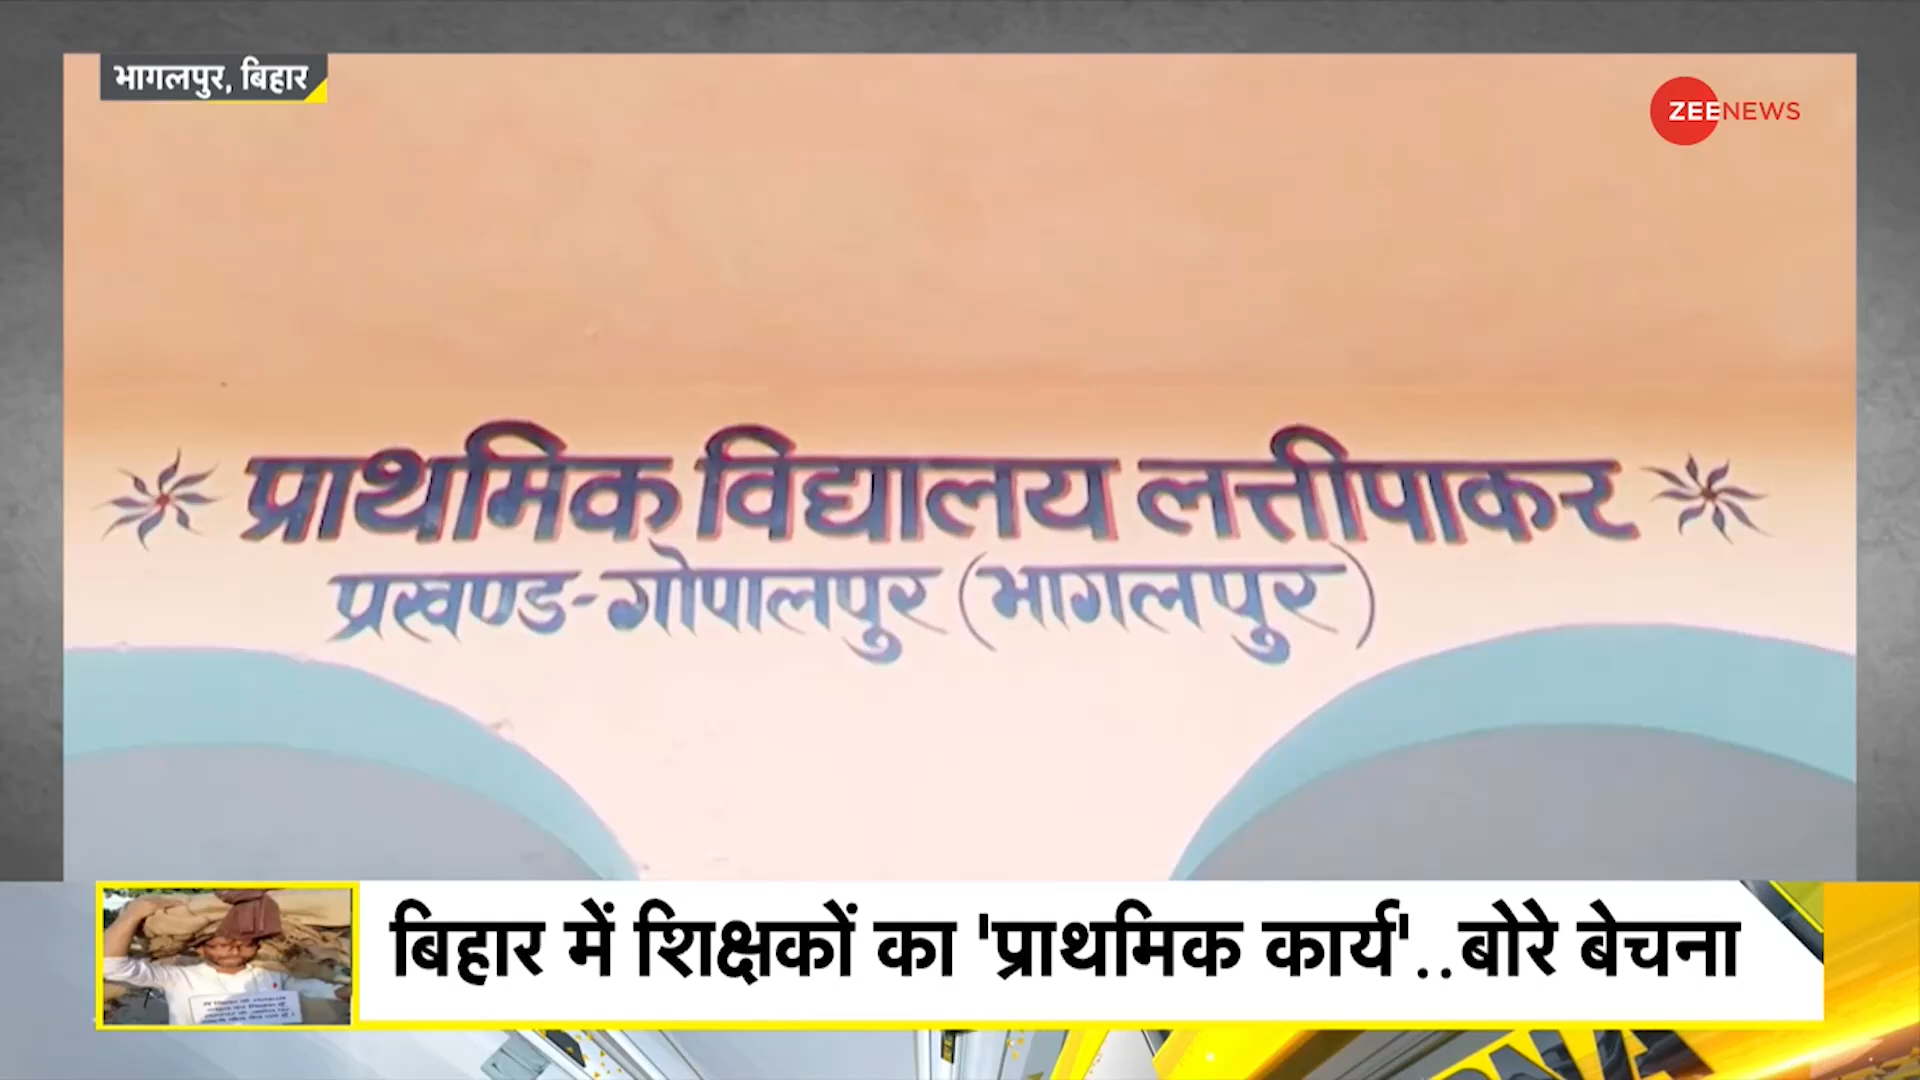 भागलपुर, बिहार
ZEENEWS
प्राथमिक विद्यालय लत्तीपाकर
प्रखण्ड-गोपालपुर (भागलपुर)
बिहार में शिक्षकों का 'प्राथमिक कार्य'..बोरे बेचना